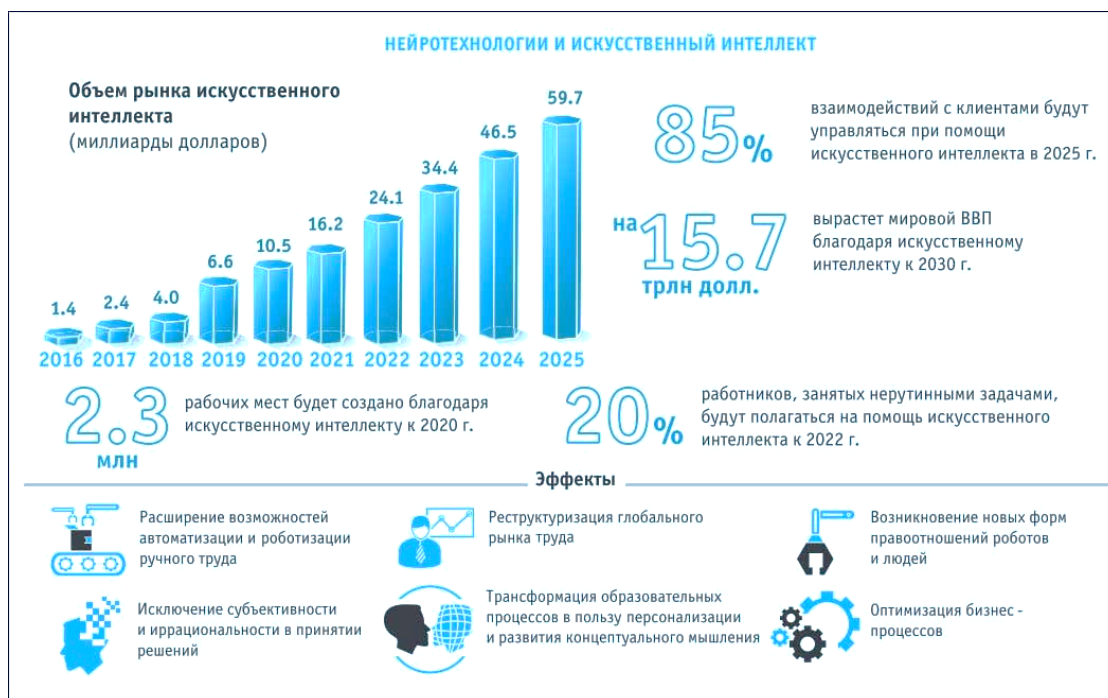 НЕЙРОТЕХНОЛОГИИ И ИСКУССТВЕННЫЙ ИНТЕЛЛЕКТ
Объем рынка искусственного
интеллекта
(миллиарды долларов)
1.4
2.4
4.0
6.6
10.5
16.2
24.1
34.4
46.5
59.7
2016 2017 2018 2019 2020 2021 2022 2023 2024 2025
85%
взаимодействий с клиентами будут
управляться при помощи
искусственного интеллекта в 2025 г.
на 15.7
трлн долл.
вырастет мировой ВВП
благодаря искусственному
интеллекту к 2030 г.
2.3
млн
рабочих мест будет создано благодаря
искусственному интеллекту к 2020 г.
20%
работников, занятых нерутинными задачами,
будут полагаться на помощь искусственного
интеллекта к 2022 г.
Эффекты
Расширение возможностей
автоматизации и роботизации
ручного труда
Реструктуризация глобального
рынка труда
Возникновение новых форм
правоотношений роботов
и людей
Исключение субъективности
и иррациональности в принятии
решений
Трансформация образовательных
процессов в пользу персонализации
и развития концептуального мышления
Оптимизация бизнес -
процессов